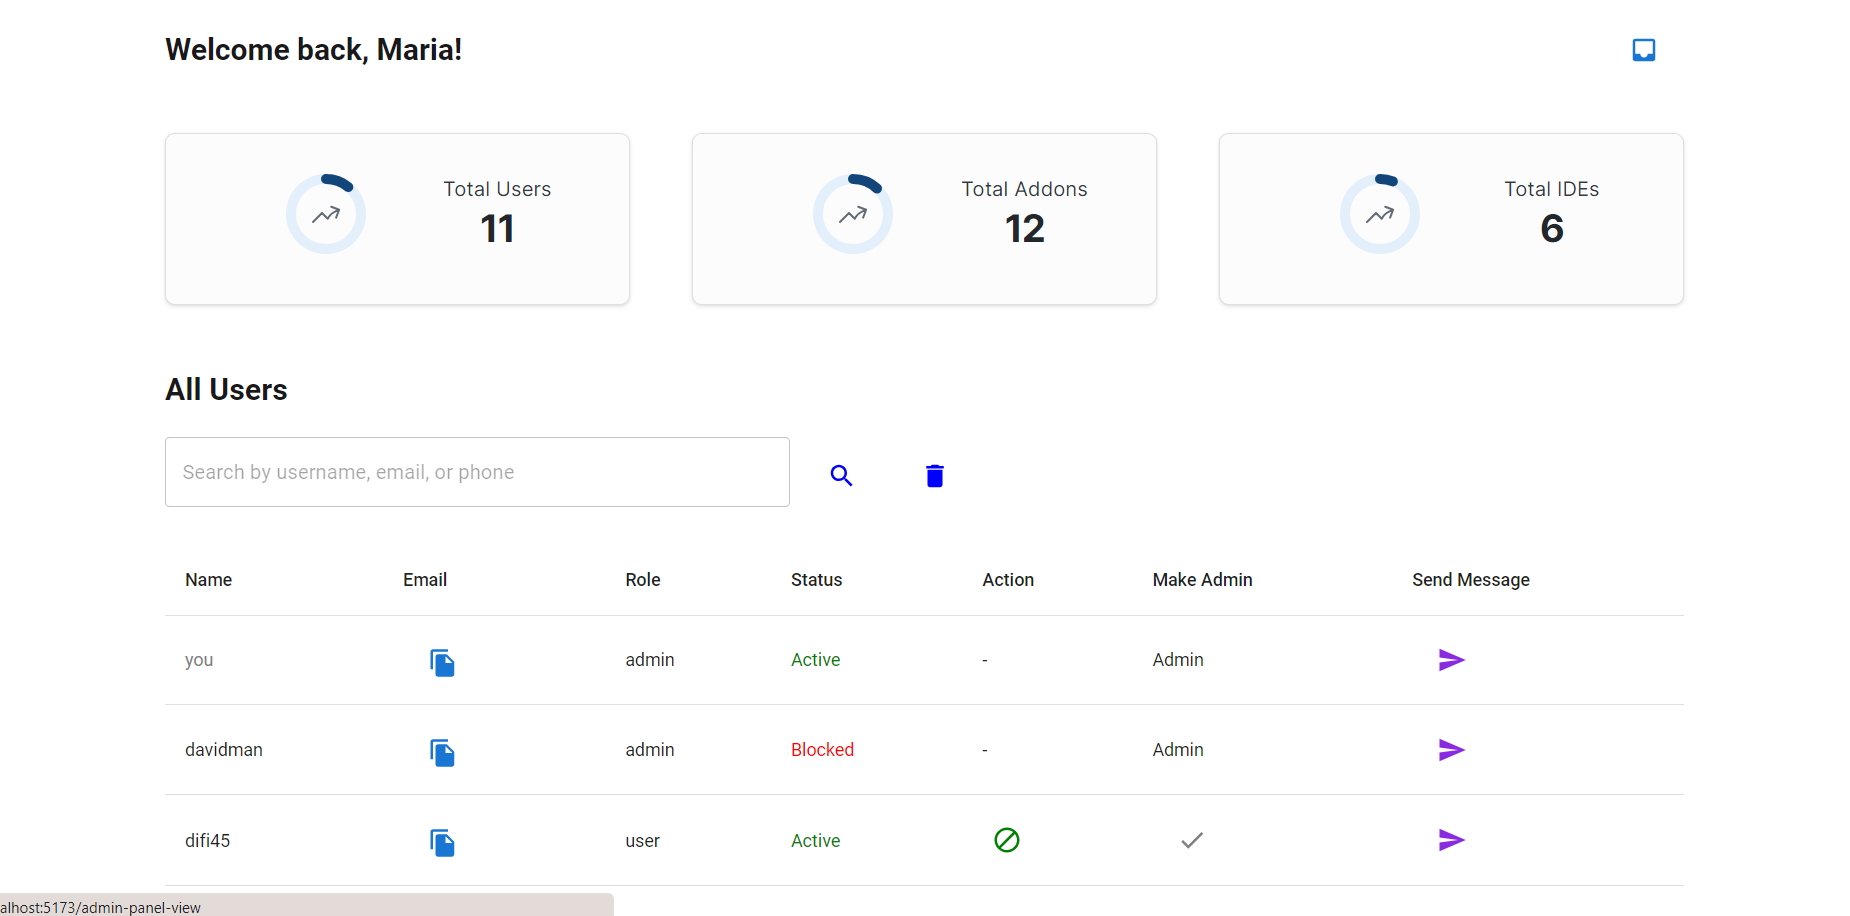 Welcome back, Maria!
Total Users
11
Total Addons
12
Total IDEs
6
All Users
Search by username, email, or phone
Name Email Role Status Action Make Admin Send Message
you admin Active - Admin
davidman admin Blocked - Admin
difi45 user Active
alhost:5173/admin-panel-view